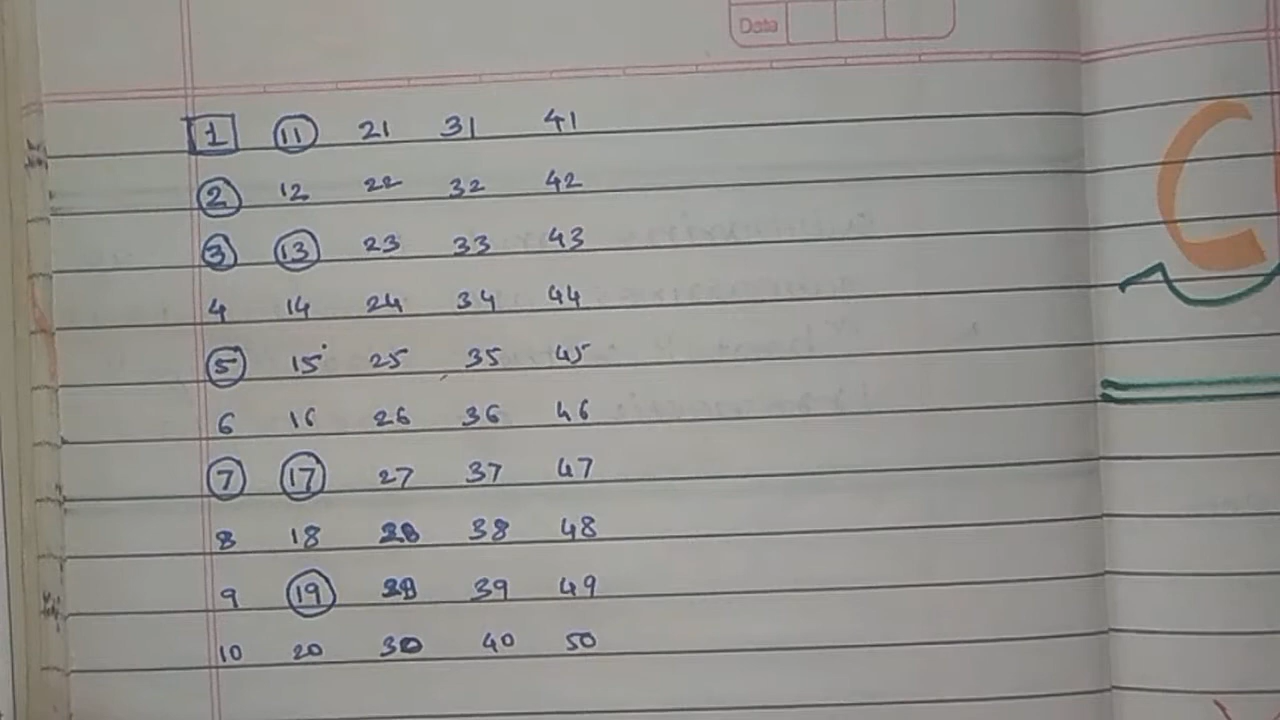 Data
1 11 21 31 41
2 12 22 32 42
3 13 23 33 43
4 14 24 34 44
5 15 25 35 45
6 16 26 36 46
7 17 27 37 47
8 18 28 38 48
9 19 29 39 49
10 20 30 40 50